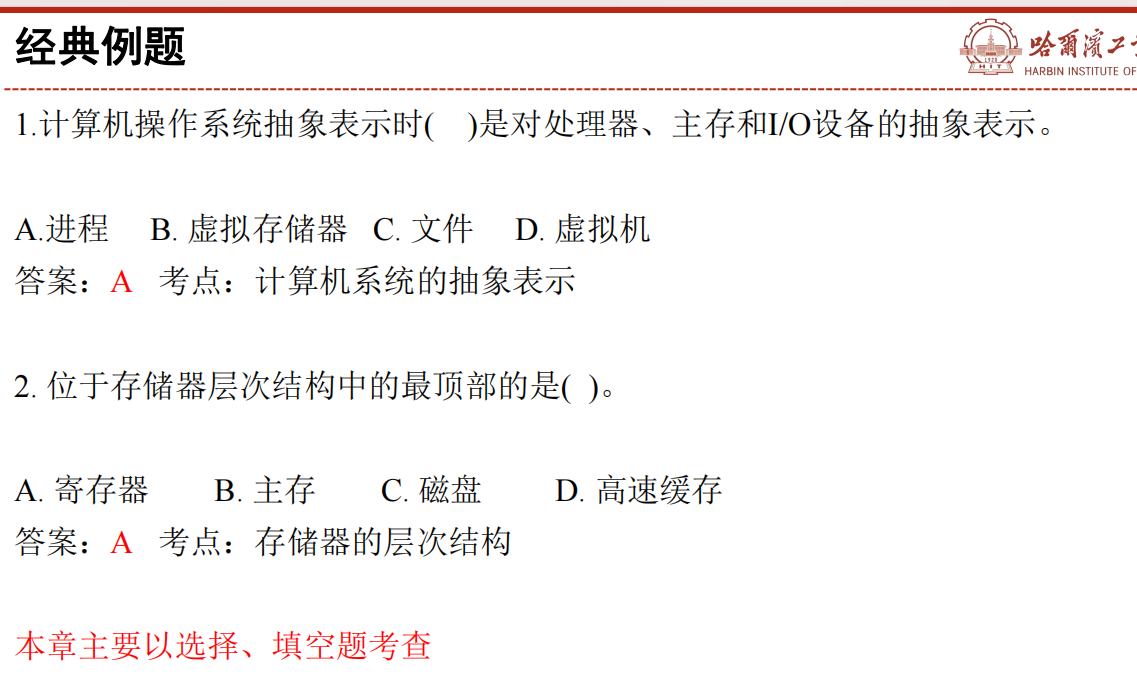 经典例题
哈爾濱工
HARBIN INSTITUTE OF
1920
HIT
1.计算机操作系统抽象表示时( )是对处理器、主存和I/O设备的抽象表示。
A.进程 B. 虚拟存储器 C. 文件 D. 虚拟机
答案：A 考点：计算机系统的抽象表示
2. 位于存储器层次结构中的最顶部的是( )。
A. 寄存器 B. 主存 C. 磁盘 D. 高速缓存
答案：A 考点：存储器的层次结构
本章主要以选择、填空题考查